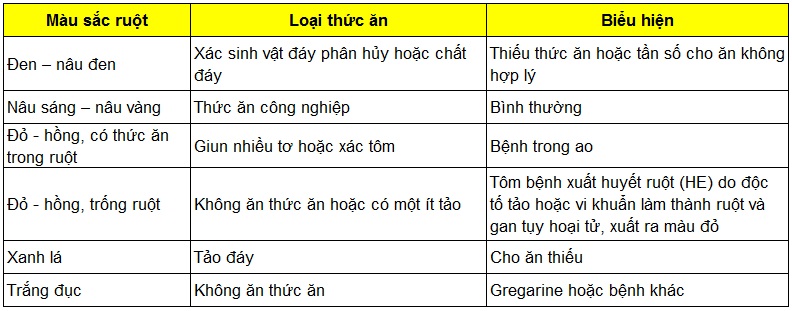 Màu sắc ruột
Loại thức ăn
Biểu hiện
Đen – nâu đen
Xác sinh vật đáy phân hủy hoặc chất
đáy
Thiếu thức ăn hoặc tần số cho ăn không
hợp lý
Nâu sáng – nâu vàng
Thức ăn công nghiệp
Bình thường
Đỏ - hồng, có thức ăn
trong ruột
Giun nhiều tơ hoặc xác tôm
Bệnh trong ao
Đỏ - hồng, trống ruột
Không ăn thức ăn hoặc có một ít tảo
Tôm bệnh xuất huyết ruột (HE) do độc
tố tảo hoặc vi khuẩn làm thành ruột và
gan tụy hoại tử, xuất ra màu đỏ
Xanh lá
Tảo đáy
Cho ăn thiếu
Trắng đục
Không ăn thức ăn
Gregarine hoặc bệnh khác